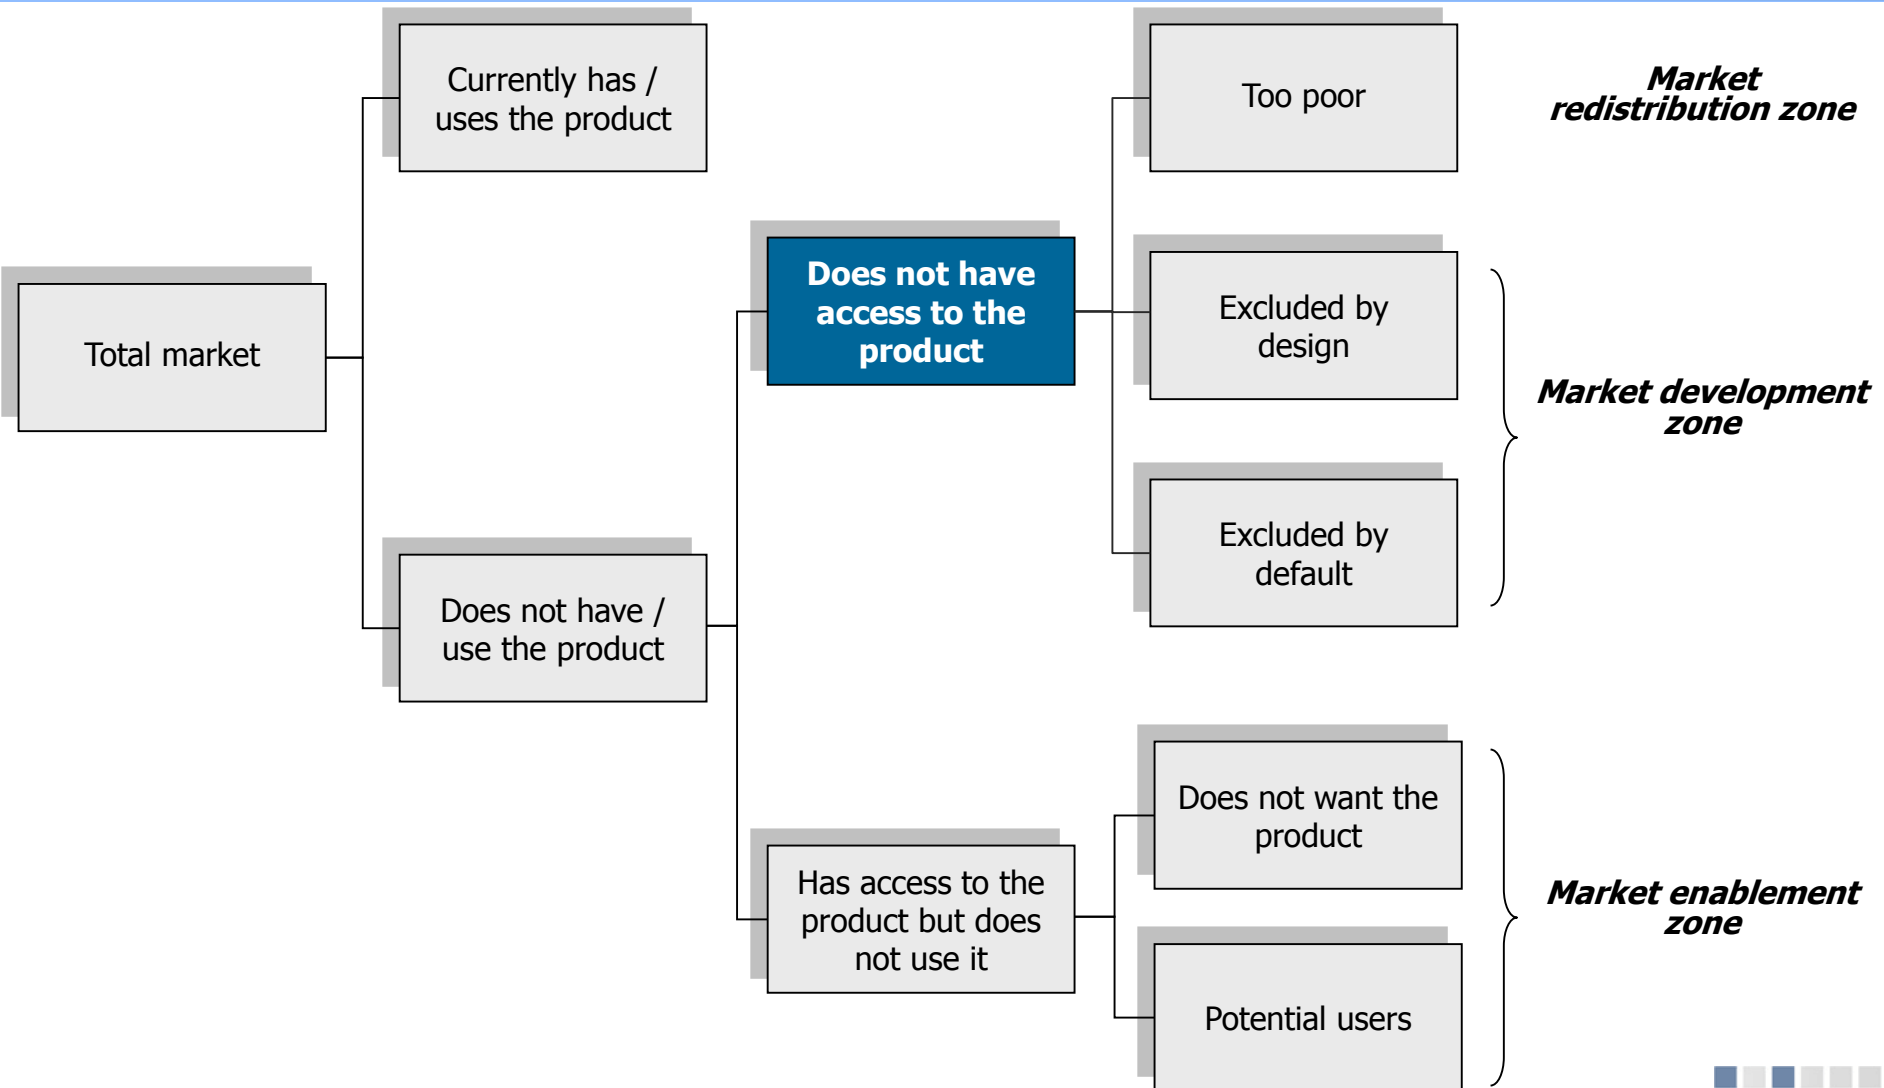 Currently has /
uses the product
Too poor
Market
redistribution zone
Total market
Does not have
access to the
product
Excluded by
design
Market development
zone
Excluded by
default
Does not have /
use the product
Does not want the
product
Has access to the
product but does
not use it
Market enablement
zone
Potential users